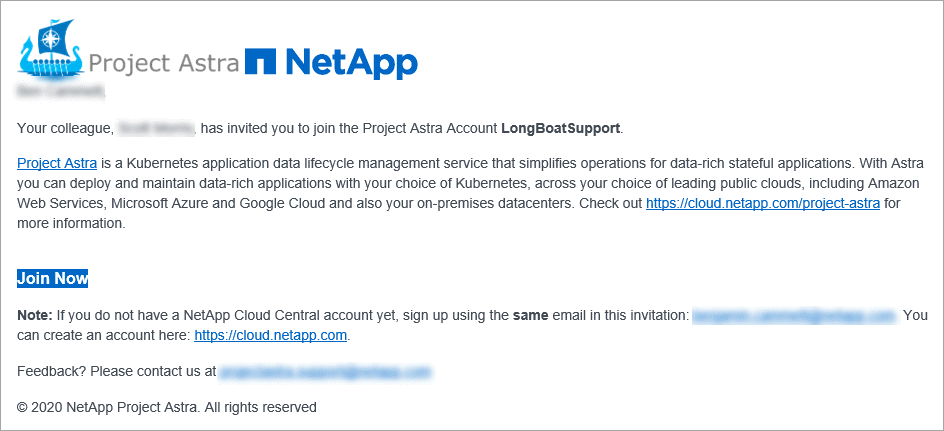 Project Astra NetApp
Your colleague, , has invited you to join the Project Astra Account LongBoatSupport.
Project Astra is a Kubernetes application data lifecycle management service that simplifies operations for data-rich stateful applications. With Astra
you can deploy and maintain data-rich applications with your choice of Kubernetes, across your choice of leading public clouds, including Amazon
Web Services, Microsoft Azure and Google Cloud and also your on-premises datacenters. Check out https://cloud.netapp.com/project-astra for
more information.
Join Now
Note: If you do not have a NetApp Cloud Central account yet, sign up using the same email in this invitation: . You
can create an account here: https://cloud.netapp.com.
Feedback? Please contact us at
© 2020 NetApp Project Astra. All rights reserved